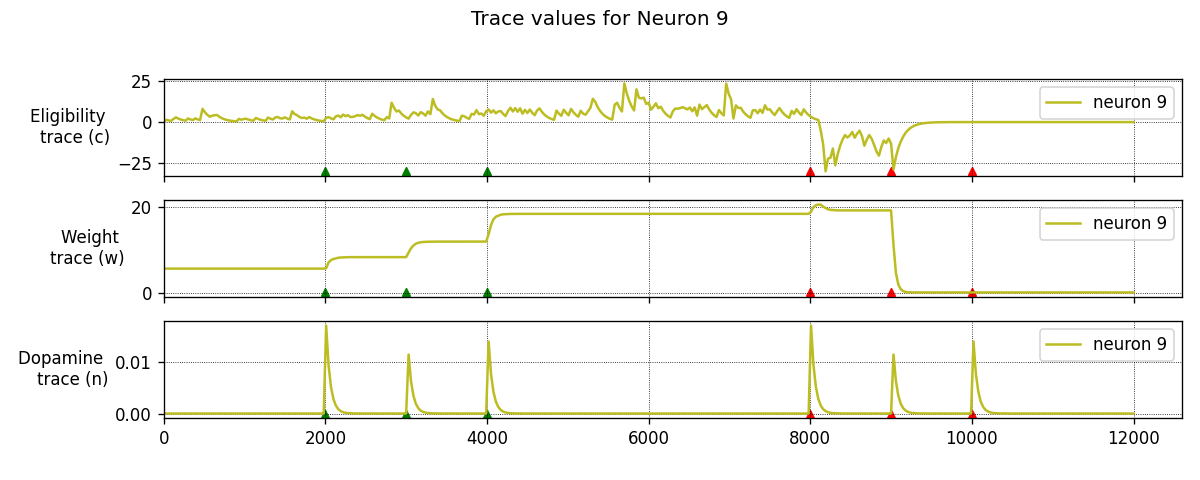 Trace values for Neuron 9
25
0
−25
Eligibility
trace (c)
neuron 9
20
0
Weight
trace (w)
neuron 9
0.01
0.00
Dopamine
trace (n)
neuron 9
0 2000 4000 6000 8000 10000 12000